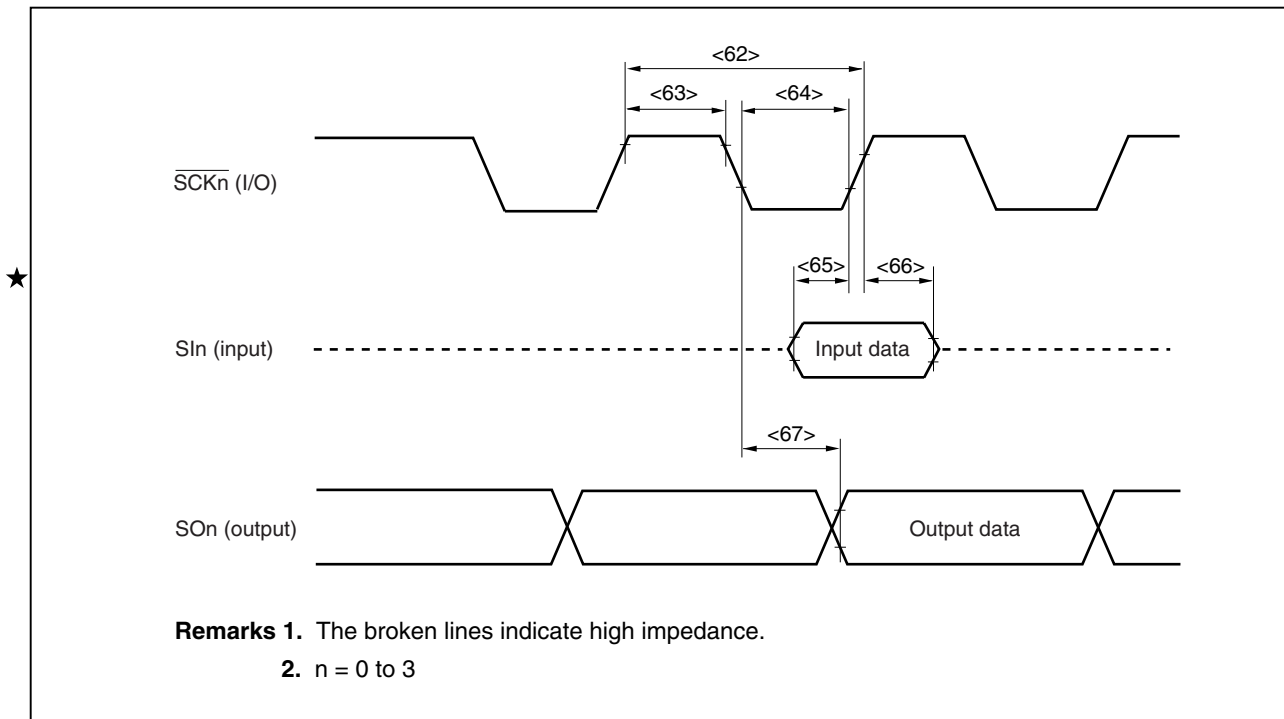 <62>
<63> <64>
S̅C̅K̅n̅ (I/O)
★
<65> <66>
SIn (input) Input data
<67>
SOn (output) Output data
Remarks 1. The broken lines indicate high impedance.
2. n = 0 to 3